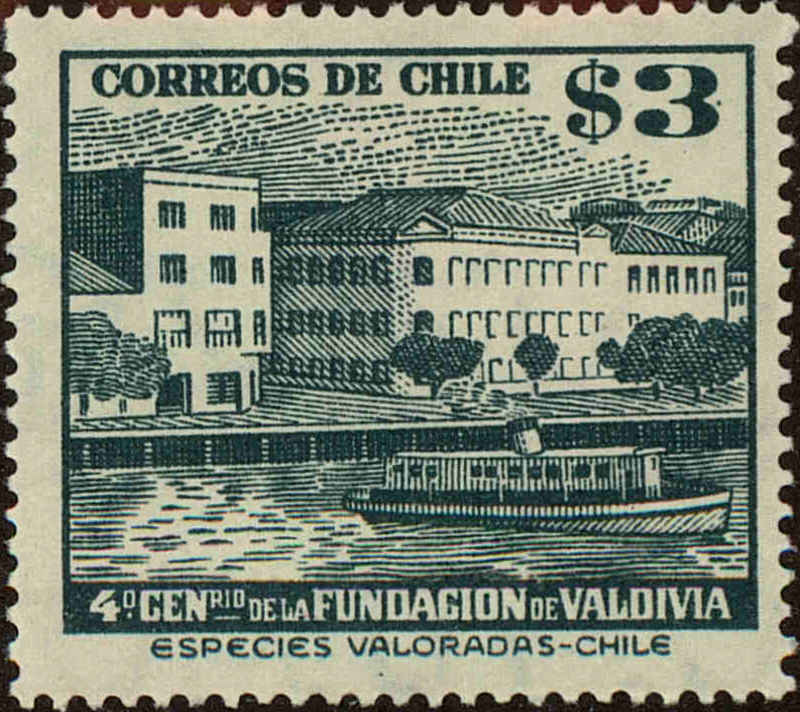 CORREOS DE CHILE
$3
4º CENRIO DE LA FUNDACION DE VALDIVIA
ESPECIES VALORADAS-CHILE